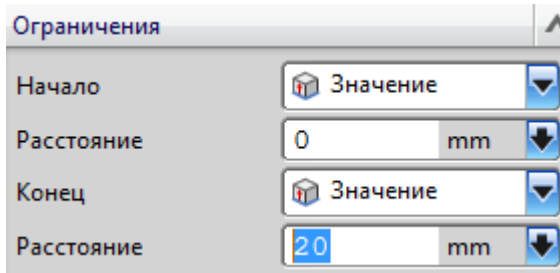 Ограничения
Начало Значение
Расстояние 0 mm
Конец Значение
Расстояние 20 mm